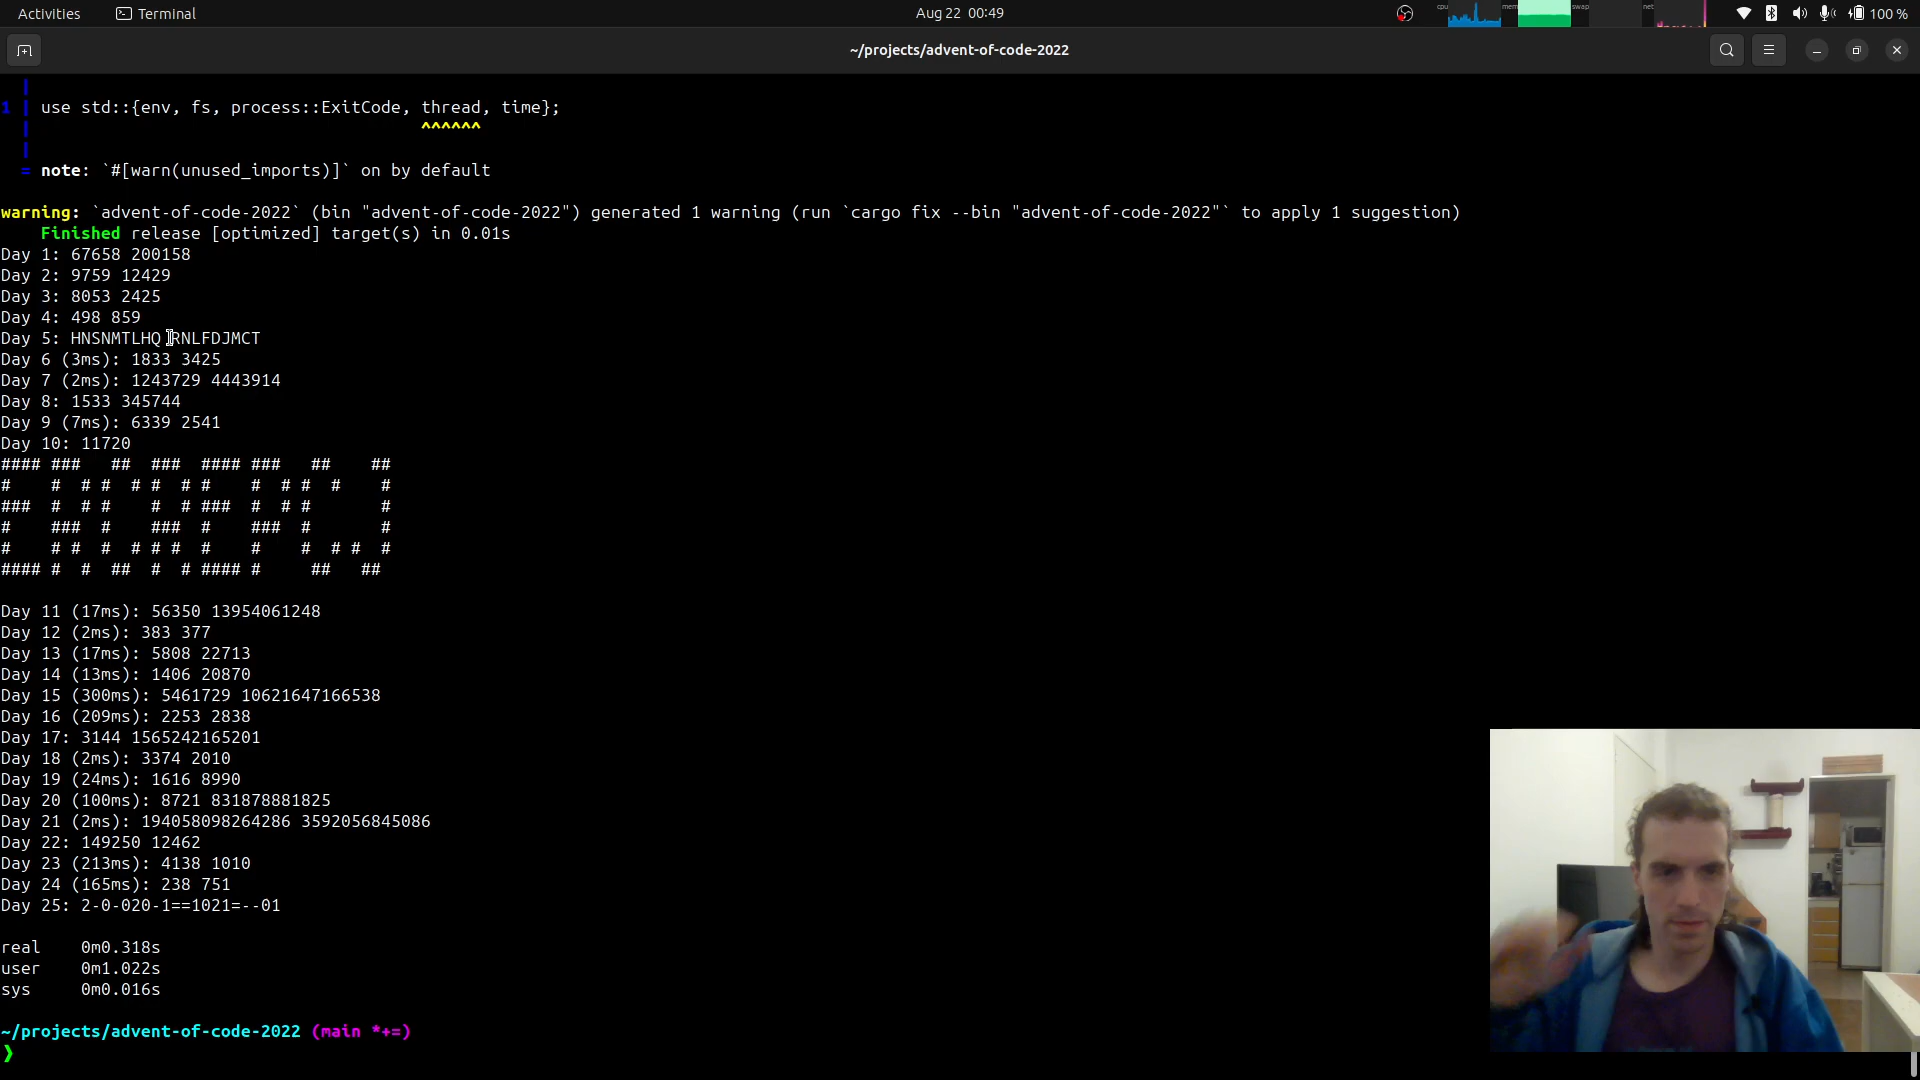 Activities Terminal Aug 22 00:49 cpu mem swap net 100 %
~/projects/advent-of-code-2022
1 | use std::{env, fs, process::ExitCode, thread, time};
^^^^^^
= note: `#[warn(unused_imports)]` on by default
warning: `advent-of-code-2022` (bin "advent-of-code-2022") generated 1 warning (run `cargo fix --bin "advent-of-code-2022"` to apply 1 suggestion)
Finished release [optimized] target(s) in 0.01s
Day 1: 67658 200158
Day 2: 9759 12429
Day 3: 8053 2425
Day 4: 498 859
Day 5: HNSNMTLHQ RNLFDJMCT
Day 6 (3ms): 1833 3425
Day 7 (2ms): 1243729 4443914
Day 8: 1533 345744
Day 9 (7ms): 6339 2541
Day 10: 11720
#### ###   ##  ###  #### ###   ##    ##
#    #  # #  # #  # #    #  # #  #    #
###  #  # #    #  # ###  #  # #       #
#    ###  #    ###  #    ###  #       #
#    # #  #  # # #  #    #    #  # #  #
#### #  #  ##  #  # #### #     ##   ##
Day 11 (17ms): 56350 13954061248
Day 12 (2ms): 383 377
Day 13 (17ms): 5808 22713
Day 14 (13ms): 1406 20870
Day 15 (300ms): 5461729 10621647166538
Day 16 (209ms): 2253 2838
Day 17: 3144 1565242165201
Day 18 (2ms): 3374 2010
Day 19 (24ms): 1616 8990
Day 20 (100ms): 8721 831878881825
Day 21 (2ms): 194058098264286 3592056845086
Day 22: 149250 12462
Day 23 (213ms): 4138 1010
Day 24 (165ms): 238 751
Day 25: 2-0-020-1==1021=--01
real 0m0.318s
user 0m1.022s
sys 0m0.016s
~/projects/advent-of-code-2022 (main *+=)
❯